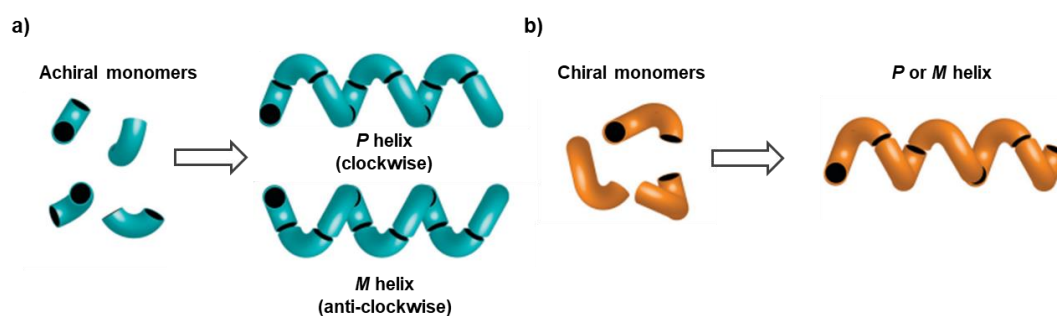 a)
Achiral monomers
P helix
(clockwise)
M helix
(anti-clockwise)
b)
Chiral monomers
P or M helix